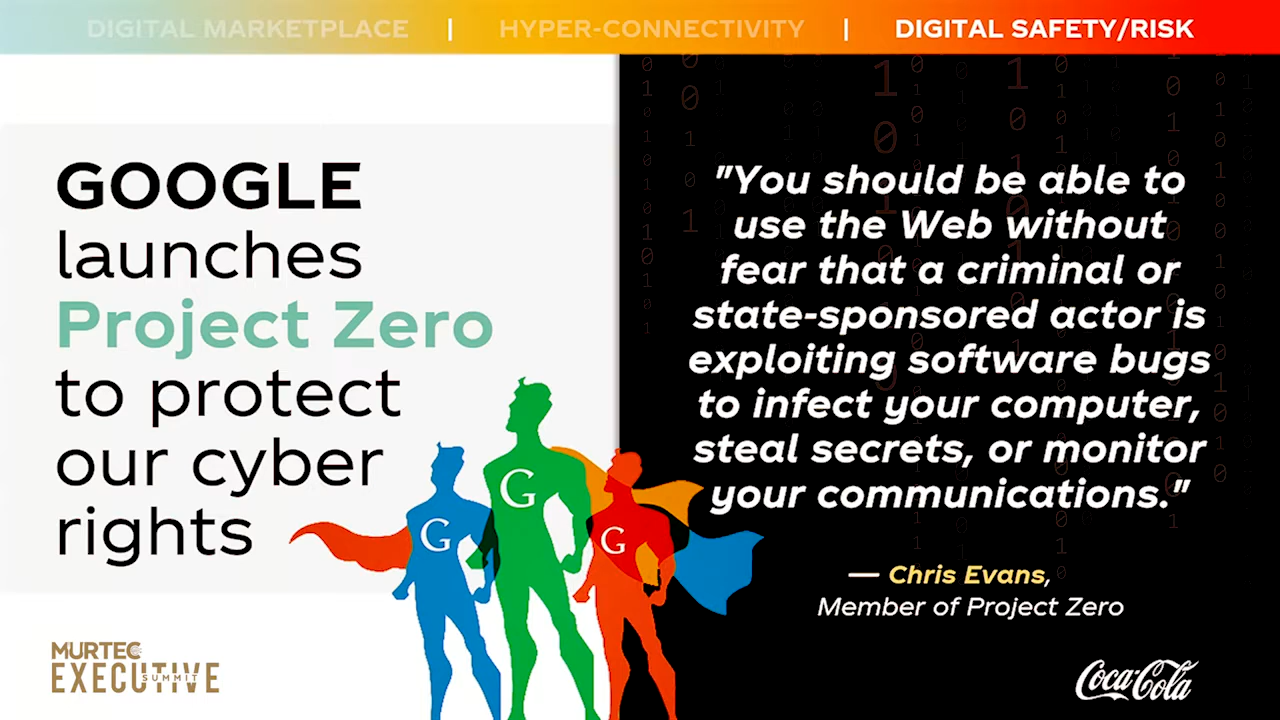 DIGITAL MARKETPLACE | HYPER-CONNECTIVITY | DIGITAL SAFETY/RISK
GOOGLE
launches
Project Zero
to protect
our cyber
rights
G
G
G
"You should be able to
use the Web without
fear that a criminal or
state-sponsored actor is
exploiting software bugs
to infect your computer,
steal secrets, or monitor
your communications."
— Chris Evans,
Member of Project Zero
MURTEC
EXECUTIVE
SUMMIT
Coca-Cola